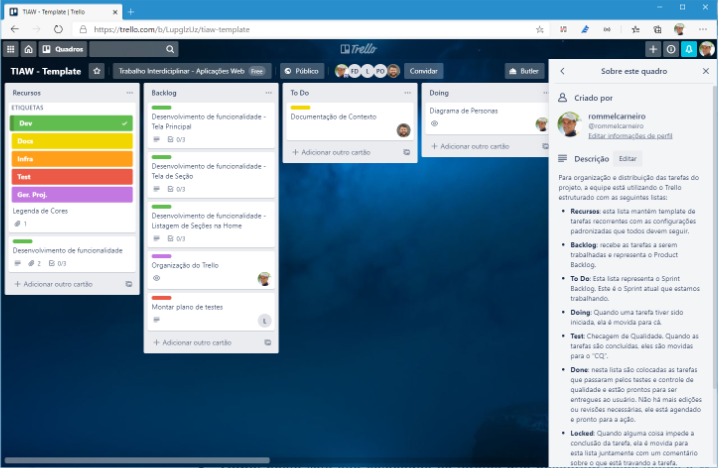 TIAW - Template | Trello
https://trello.com/b/LupgIzUz/tiaw-template
Quadros
Trello
TIAW - Template
Trabalho Interdiciplinar - Aplicações Web Free
Público
FD L PO
Convidar
Butler
Recursos
ETIQUETAS
Dev
Docs
Infra
Test
Ger. Proj.
Legenda de Cores
1
Desenvolvimento de funcionalidade
2 0/3
+ Adicionar outro cartão
Backlog
Desenvolvimento de funcionalidade -
Tela Principal
0/3
Desenvolvimento de funcionalidade -
Tela de Seção
0/3
Desenvolvimento de funcionalidade -
Listagem de Seções na Home
0/3
Organização do Trello
Montar plano de testes
L
+ Adicionar outro cartão
To Do
Documentação de Contexto
+ Adicionar outro cartão
Doing
Diagrama de Personas
+ Adicionar outro cartão
Sobre este quadro
Criado por
rommelcarneiro
@rommelcarneiro
Editar informações de perfil
Descrição Editar
Para organização e distribuição das tarefas do
projeto, a equipe está utilizando o Trello
estruturado com as seguintes listas:
• Recursos: esta lista mantém template de
tarefas recorrentes com as configurações
padronizadas que todos devem seguir.
• Backlog: recebe as tarefas a serem
trabalhadas e representa o Product
Backlog.
• To Do: Esta lista representa o Sprint
Backlog. Este é o Sprint atual que estamos
trabalhando.
• Doing: Quando uma tarefa tiver sido
iniciada, ela é movida para cá.
• Test: Checagem de Qualidade. Quando as
tarefas são concluídas, eles são movidas
para o "CQ".
• Done: nesta lista são colocadas as tarefas
que passaram pelos testes e controle de
qualidade e estão prontos para ser
entregues ao usuário. Não há mais edições
ou revisões necessárias, ele está agendado
e pronto para a ação.
• Locked: Quando alguma coisa impede a
conclusão da tarefa, ela é movida para
esta lista juntamente com um comentário
sobre o que está travando a tarefa.